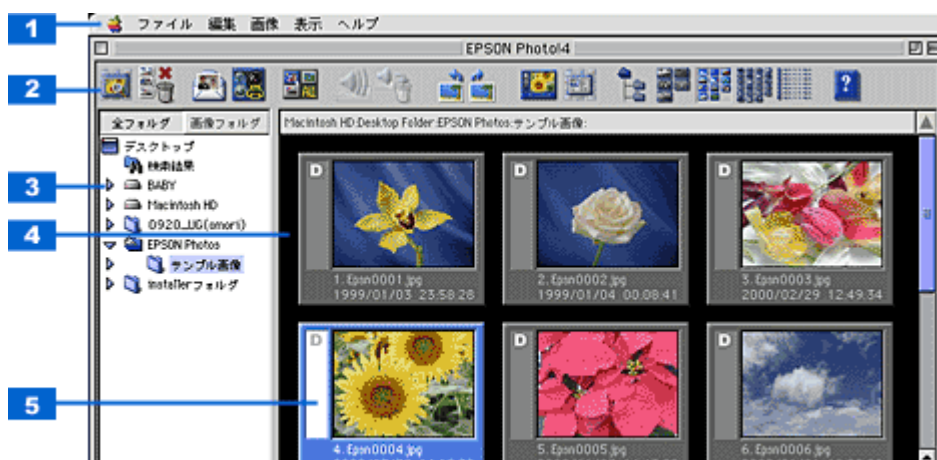 1
ファイル 編集 画像 表示 ヘルプ
EPSON Photo!4
2
?
全フォルダ 画像フォルダ
Macintosh HD:Desktop Folder:EPSON Photos:サンプル画像:
デスクトップ
検索結果
3
BABY
Macintosh HD
0920_UG(omori)
EPSON Photos
サンプル画像
installerフォルダ
4
D
D
D
1. Epsn0001.jpg
1999/01/03 23:58:28
2. Epsn0002.jpg
1999/01/04 00:08:41
3. Epsn0003.jpg
2000/02/29 12:49:34
5
D
D
D
4. Epsn0004.jpg
5. Epsn0005.jpg
6. Epsn0006.jpg